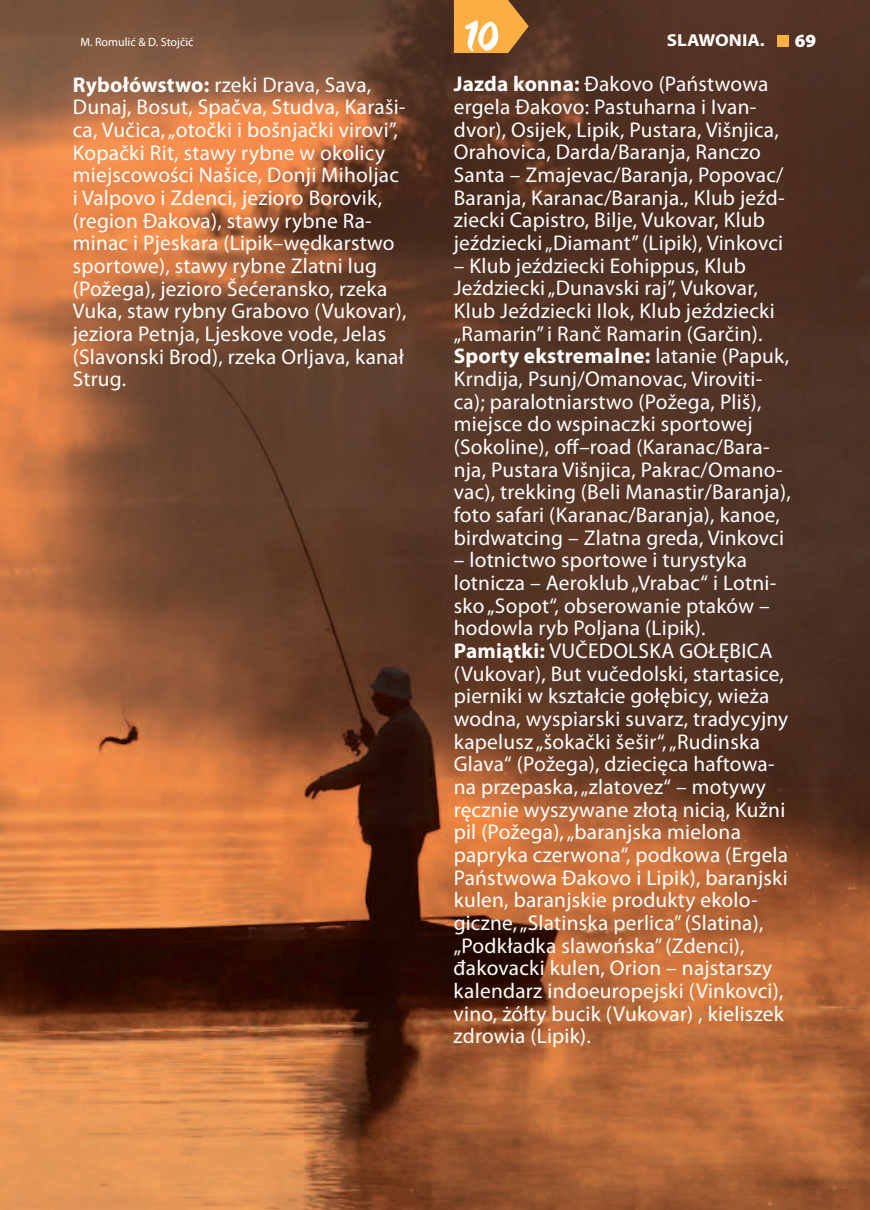 M. Romulić & D. Stojčić
10
SLAWONIA. 69
Rybołówstwo: rzeki Drava, Sava,
Dunaj, Bosut, Spačva, Studva, Karaši-
ca, Vučica, „otočki i bošnjački virovi”,
Kopački Rit, stawy rybne w okolicy
miejscowości Našice, Donji Miholjac
i Valpovo i Zdenci, jezioro Borovik,
(region Đakova), stawy rybne Ra-
minac i Pjeskara (Lipik–wędkarstwo
sportowe), stawy rybne Zlatni lug
(Požega), jezioro Šećeransko, rzeka
Vuka, staw rybny Grabovo (Vukovar),
jeziora Petnja, Ljeskove vode, Jelas
(Slavonski Brod), rzeka Orljava, kanał
Strug.
Jazda konna: Đakovo (Państwowa
ergela Đakovo: Pastuharna i Ivan-
dvor), Osijek, Lipik, Pustara, Višnjica,
Orahovica, Darda/Baranja, Ranczo
Santa – Zmajevac/Baranja, Popovac/
Baranja, Karanac/Baranja., Klub jeźd-
ziecki Capistro, Bilje, Vukovar, Klub
jeździecki „Diamant” (Lipik), Vinkovci
– Klub jeździecki Eohippus, Klub
Jeździecki „Dunavski raj”, Vukovar,
Klub Jeździecki Ilok, Klub jeździecki
„Ramarin” i Ranč Ramarin (Garčin).
Sporty ekstremalne: latanie (Papuk,
Krndija, Psunj/Omanovac, Viroviti-
ca); paralotniarstwo (Požega, Pliš),
miejsce do wspinaczki sportowej
(Sokoline), off–road (Karanac/Bara-
nja, Pustara Višnjica, Pakrac/Omano-
vac), trekking (Beli Manastir/Baranja),
foto safari (Karanac/Baranja), kanoe,
birdwatcing – Zlatna greda, Vinkovci
– lotnictwo sportowe i turystyka
lotnicza – Aeroklub „Vrabac“ i Lotni-
sko „Sopot“, obserowanie ptaków –
hodowla ryb Poljana (Lipik).
Pamiątki: VUČEDOLSKA GOŁĘBICA
(Vukovar), But vučedolski, startasice,
pierniki w kształcie gołębicy, wieża
wodna, wyspiarski suvarz, tradycyjny
kapelusz „šokački šešir“, „Rudinska
Glava“ (Požega), dziecięca haftowa-
na przepaska, „zlatovez“ – motywy
ręcznie wyszywane złotą nicią, Kužni
pil (Požega), „baranjska mielona
papryka czerwona“, podkowa (Ergela
Państwowa Đakovo i Lipik), baranjski
kulen, baranjskie produkty ekolo-
giczne, „Slatinska perlica” (Slatina),
„Podkładka slawońska” (Zdenci),
đakovacki kulen, Orion – najstarszy
kalendarz indoeuropejski (Vinkovci),
vino, żółty bucik (Vukovar) , kieliszek
zdrowia (Lipik).